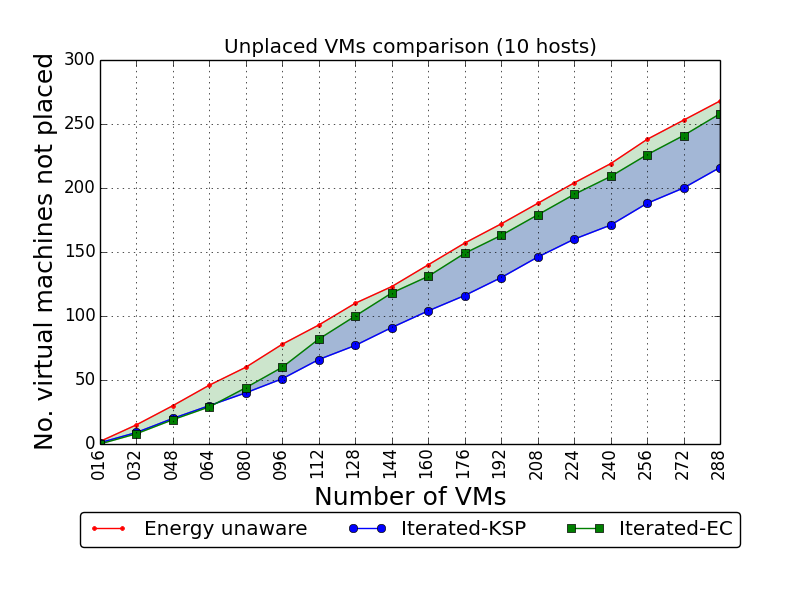 Unplaced VMs comparison (10 hosts)
No. virtual machines not placed
300
250
200
150
100
50
0
016 032 048 064 080 096 112 128 144 160 176 192 208 224 240 256 272 288
Number of VMs
Energy unaware Iterated-KSP Iterated-EC